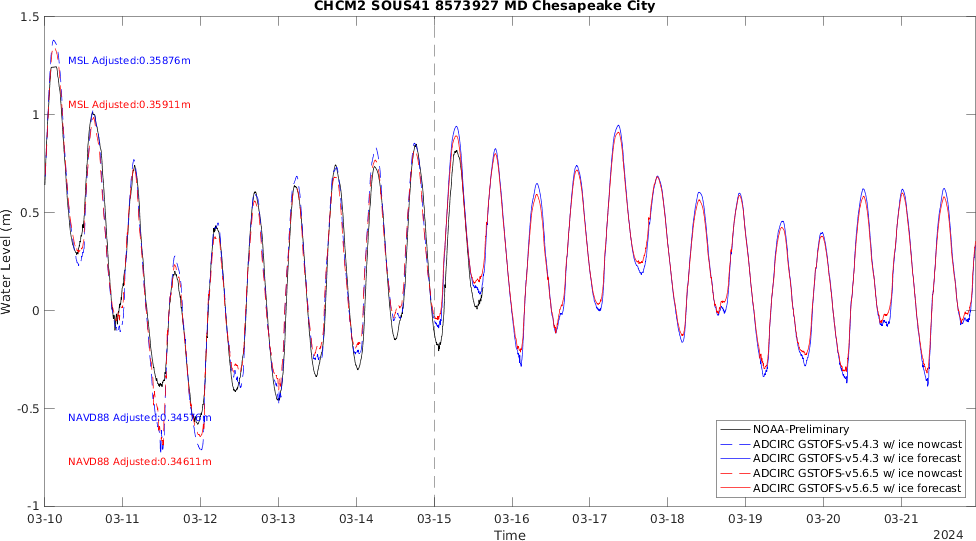 CHCM2 SOUS41 8573927 MD Chesapeake City
1.5
MSL Adjusted:0.35876m
MSL Adjusted:0.35911m
1
0.5
Water Level (m)
0
-0.5
NAVD88 Adjusted:0.34576m
NAVD88 Adjusted:0.34611m
NOAA-Preliminary
ADCIRC GSTOFS-v5.4.3 w/ ice nowcast
ADCIRC GSTOFS-v5.4.3 w/ ice forecast
ADCIRC GSTOFS-v5.6.5 w/ ice nowcast
ADCIRC GSTOFS-v5.6.5 w/ ice forecast
-1
03-10 03-11 03-12 03-13 03-14 03-15 03-16 03-17 03-18 03-19 03-20 03-21
Time
2024